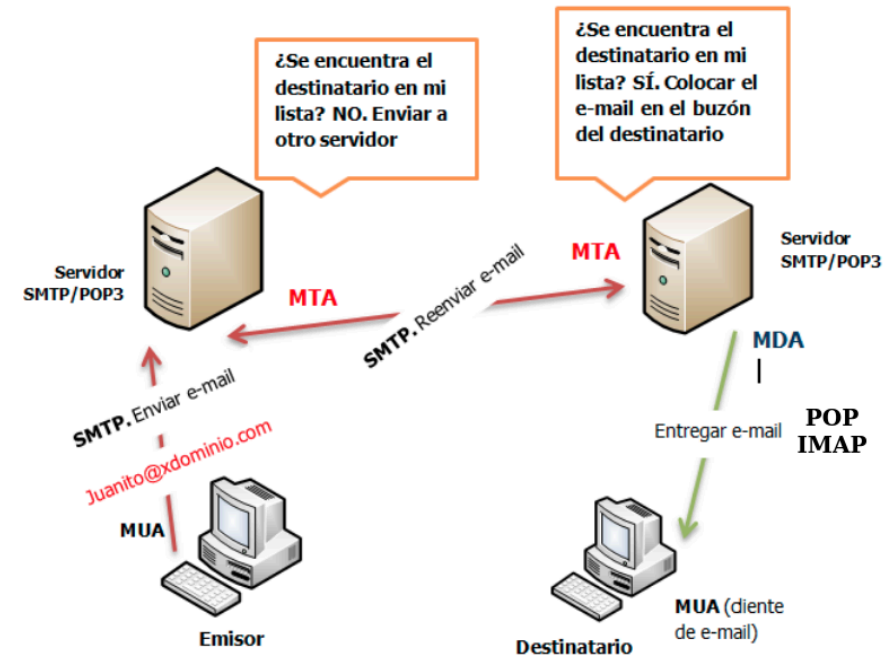 ¿Se encuentra el
destinatario en mi
lista? NO. Enviar a
otro servidor
¿Se encuentra el
destinatario en mi
lista? SÍ. Colocar el
e-mail en el buzón
del destinatario
Servidor
SMTP/POP3
MTA
SMTP. Reenviar e-mail
MTA
Servidor
SMTP/POP3
MDA
SMTP. Enviar e-mail
Juanito@xdominio.com
MUA
Emisor
Entregar e-mail
POP
IMAP
MUA (cliente
de e-mail)
Destinatario